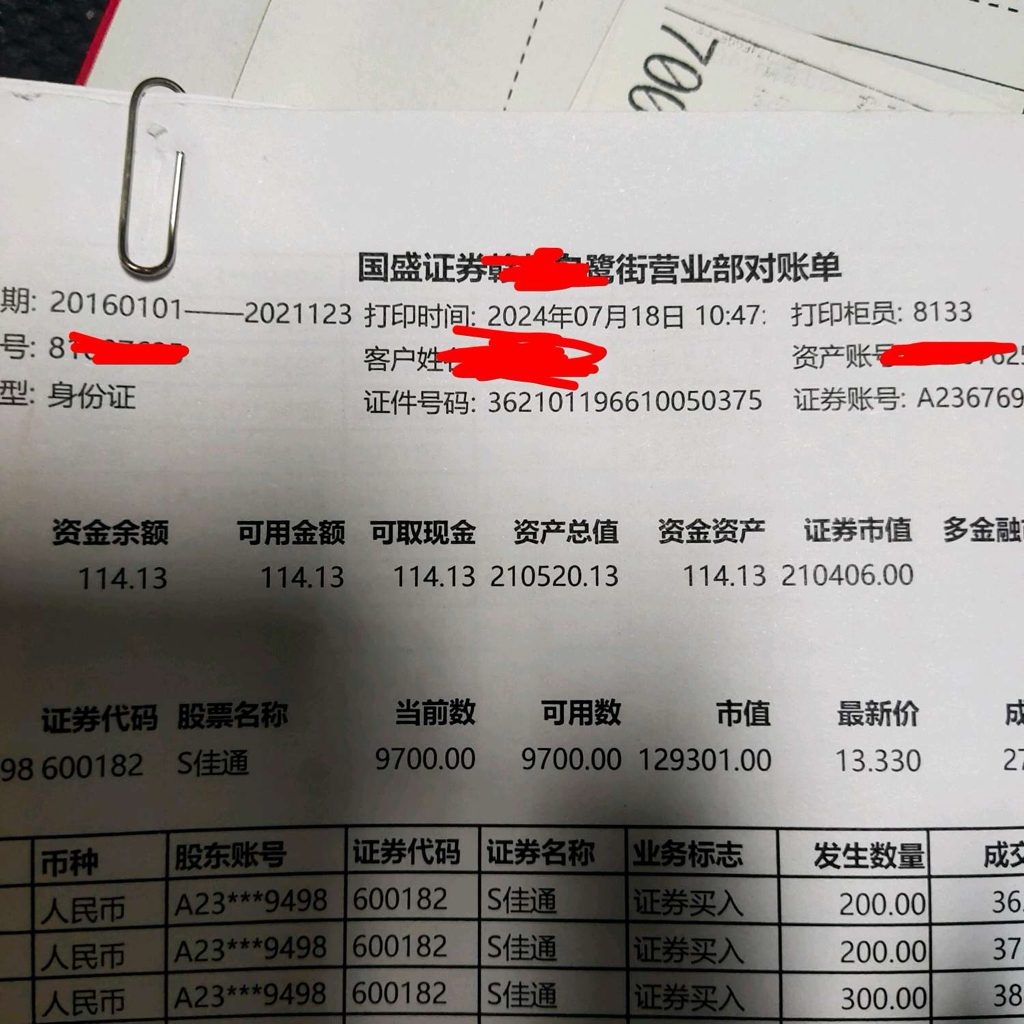 700
国盛证券 鹭街营业部对账单
期: 20160101——2021123 打印时间: 2024年07月18日 10:47: 打印柜员: 8133
号: 8 客户姓 资产账号
型: 身份证 证件号码: 362101196610050375 证券账号: A236769
资金余额 可用金额 可取现金 资产总值 资金资产 证券市值 多金融
114.13 114.13 114.13 210520.13 114.13 210406.00
证券代码 股票名称 当前数 可用数 市值 最新价 成
98 600182 S佳通 9700.00 9700.00 129301.00 13.330 27
币种 股东账号 证券代码 证券名称 业务标志 发生数量 成交
人民币 A23***9498 600182 S佳通 证券买入 200.00 36.
人民币 A23***9498 600182 S佳通 证券买入 200.00 37
人民币 A23***9498 600182 S佳通 证券买入 300.00 38